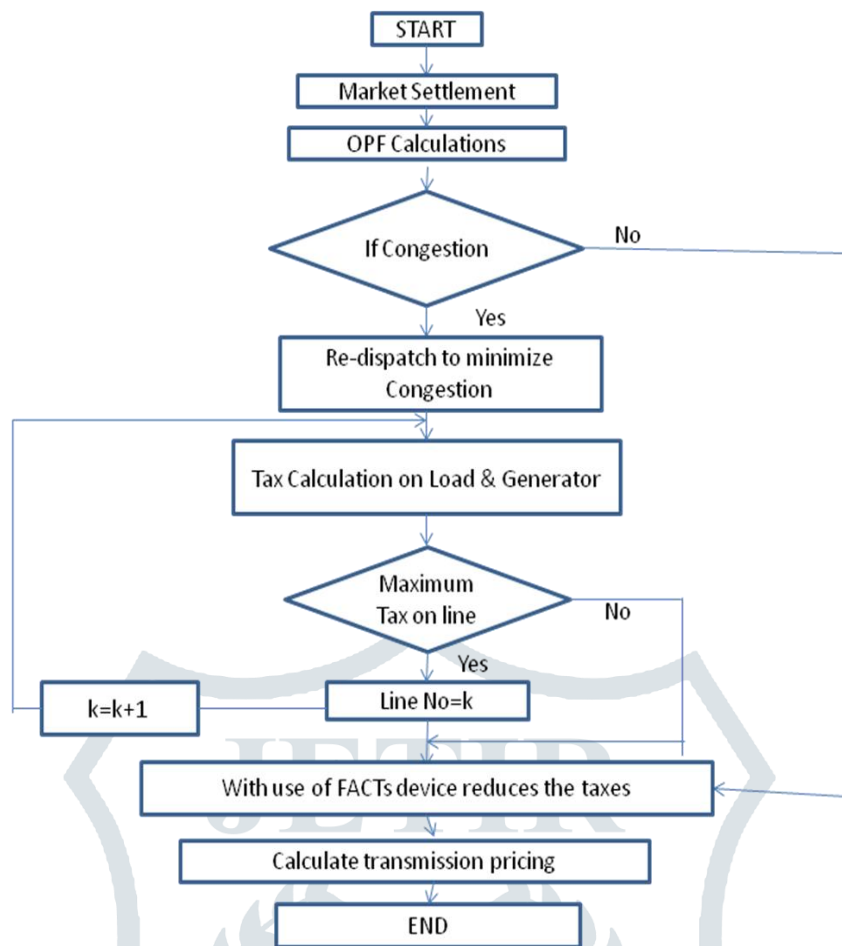 START
Market Settlement
OPF Calculations
If Congestion
No
Yes
Re-dispatch to minimize
Congestion
Tax Calculation on Load & Generator
Maximum
Tax on line
No
Yes
Line No=k
k=k+1
JETIR
With use of FACTs device reduces the taxes
Calculate transmission pricing
END